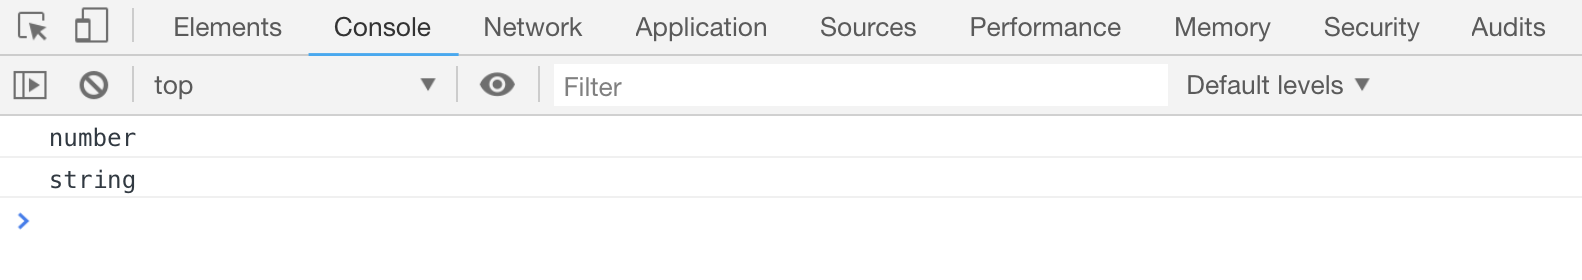 Elements Console Network Application Sources Performance Memory Security Audits
top Filter Default levels
number
string